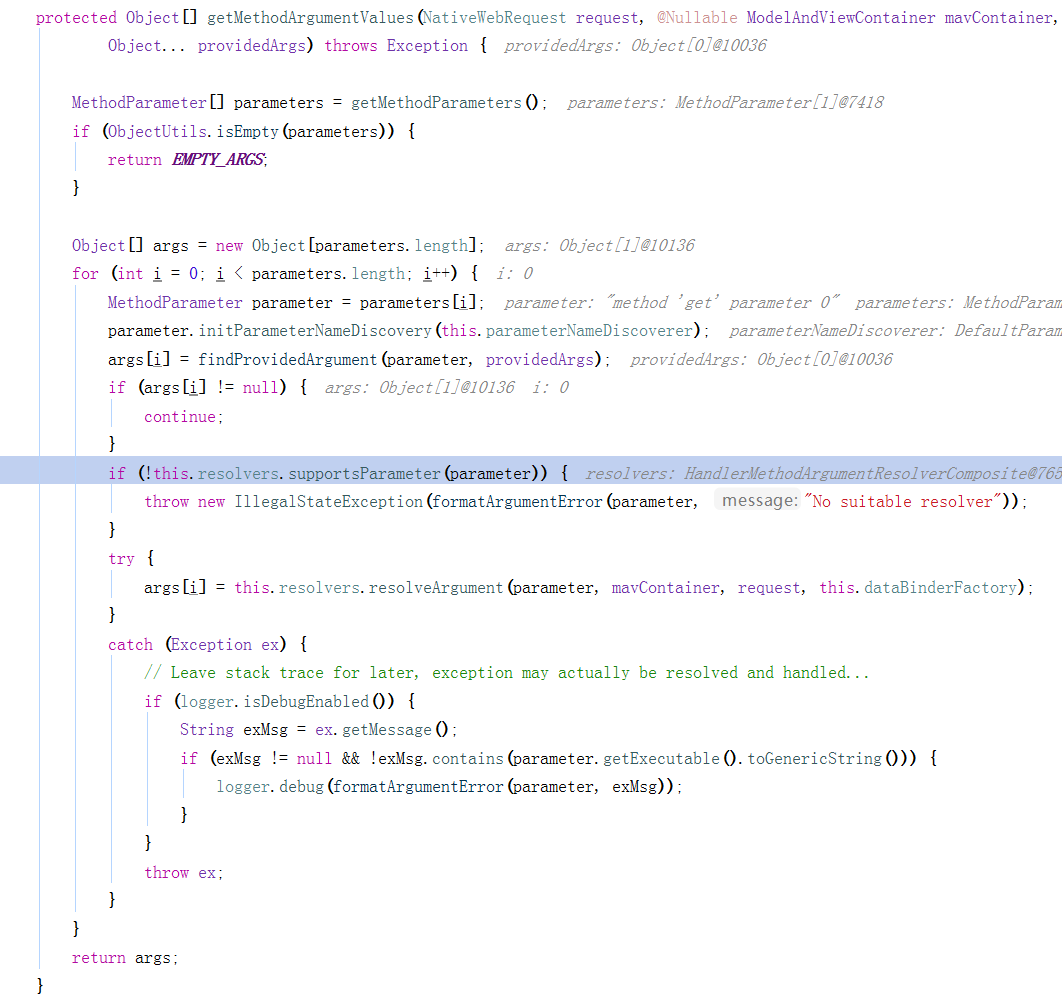 protected Object[] getMethodArgumentValues(NativeWebRequest request, @Nullable ModelAndViewContainer mavContainer,
        Object... providedArgs) throws Exception {  providedArgs: Object[0]@10036
    MethodParameter[] parameters = getMethodParameters();  parameters: MethodParameter[1]@7418
    if (ObjectUtils.isEmpty(parameters)) {
        return EMPTY_ARGS;
    }
    Object[] args = new Object[parameters.length];  args: Object[1]@10136
    for (int i = 0; i < parameters.length; i++) {  i: 0
        MethodParameter parameter = parameters[i];  parameter: "method 'get' parameter 0"  parameters: MethodParam
        parameter.initParameterNameDiscovery(this.parameterNameDiscoverer);  parameterNameDiscoverer: DefaultParam
        args[i] = findProvidedArgument(parameter, providedArgs);  providedArgs: Object[0]@10036
        if (args[i] != null) {  args: Object[1]@10136  i: 0
            continue;
        }
        if (!this.resolvers.supportsParameter(parameter)) {  resolvers: HandlerMethodArgumentResolverComposite@765
            throw new IllegalStateException(formatArgumentError(parameter, message: "No suitable resolver"));
        }
        try {
            args[i] = this.resolvers.resolveArgument(parameter, mavContainer, request, this.dataBinderFactory);
        }
        catch (Exception ex) {
            // Leave stack trace for later, exception may actually be resolved and handled...
            if (logger.isDebugEnabled()) {
                String exMsg = ex.getMessage();
                if (exMsg != null && !exMsg.contains(parameter.getExecutable().toGenericString())) {
                    logger.debug(formatArgumentError(parameter, exMsg));
                }
            }
            throw ex;
        }
    }
    return args;
}